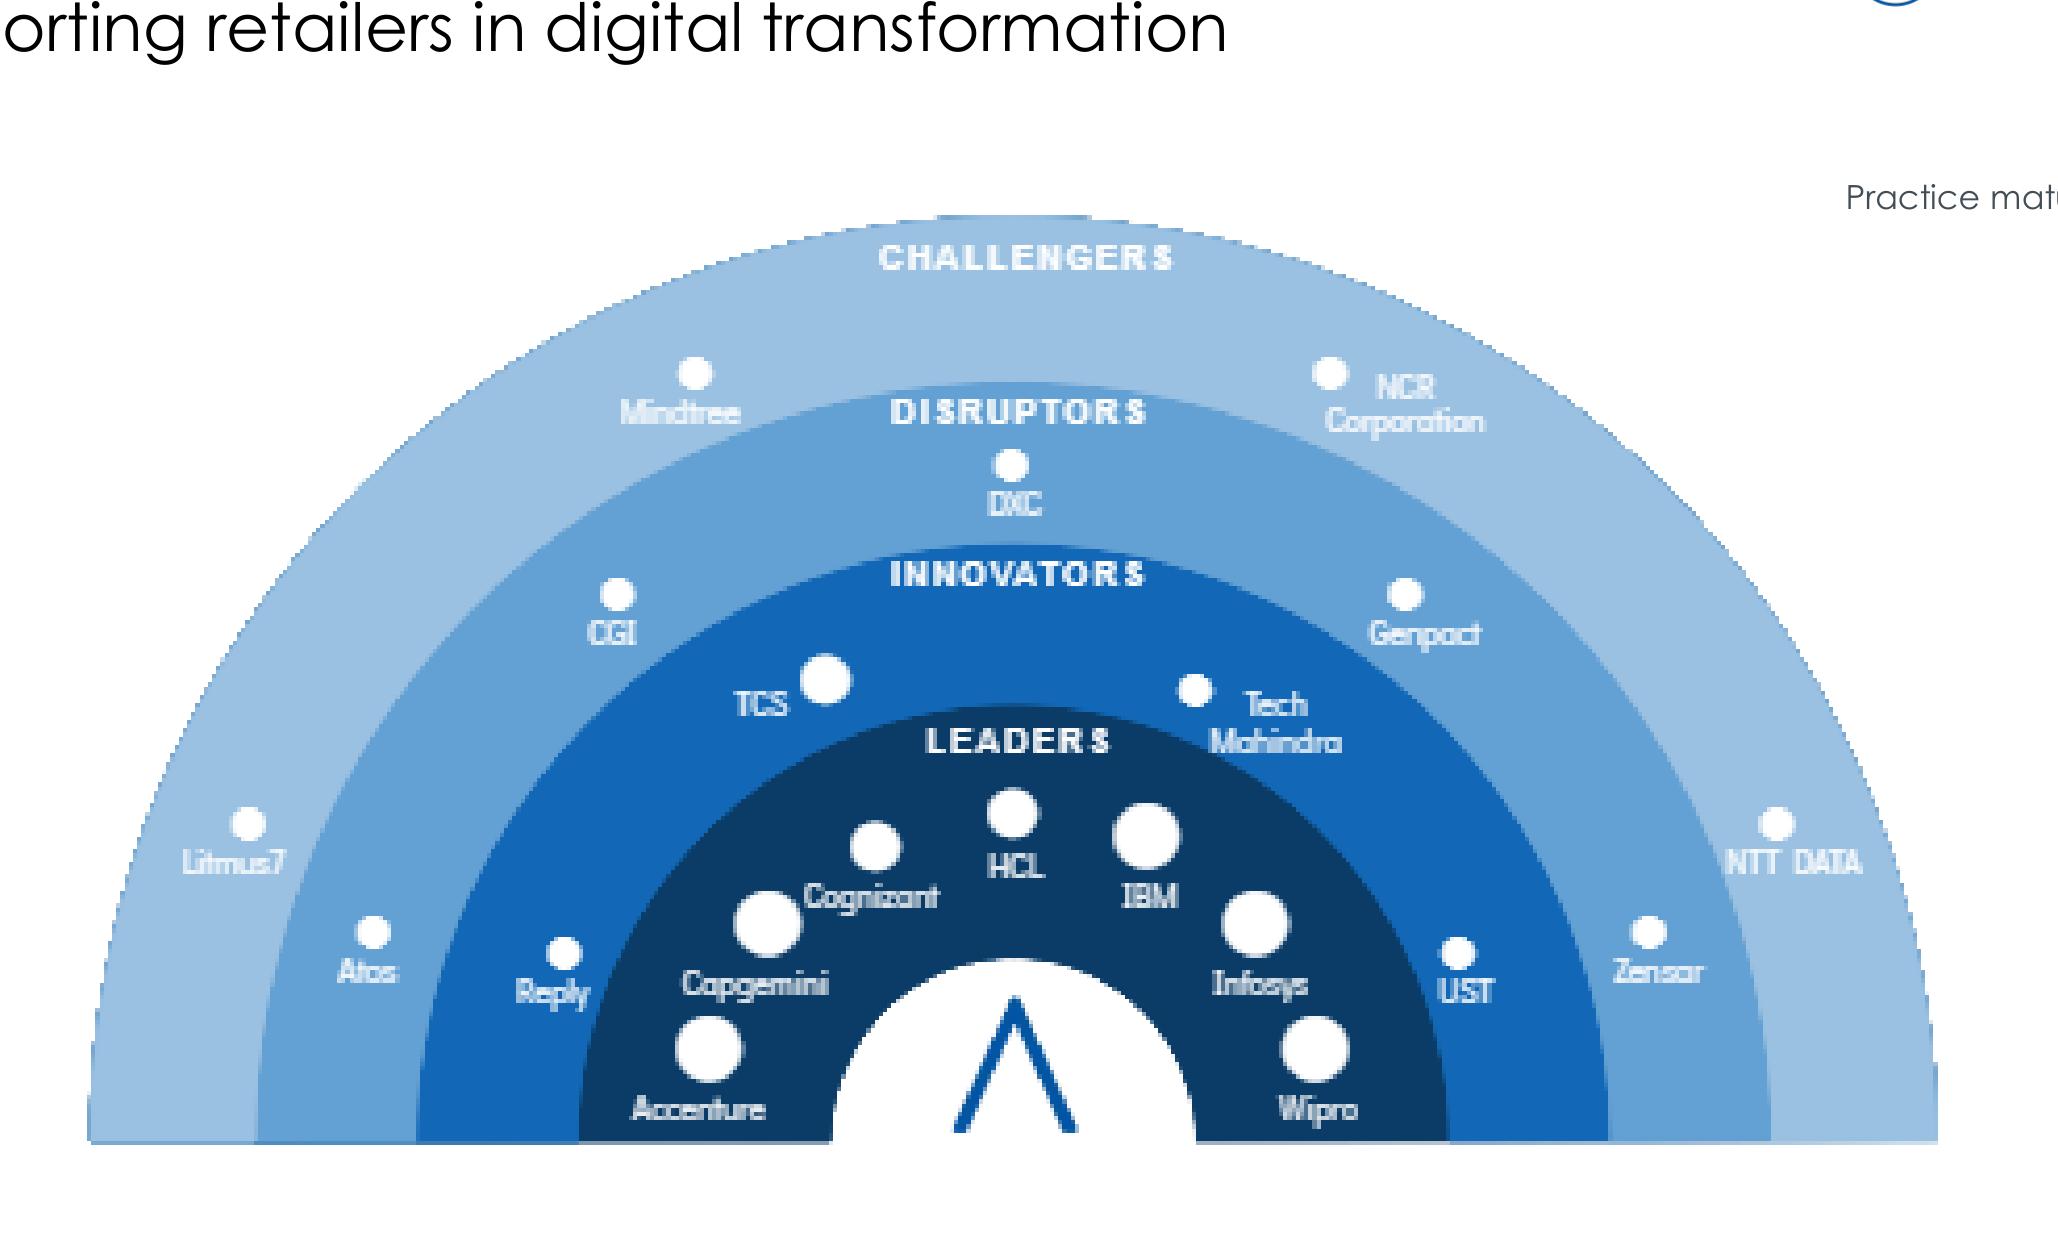 orting retailers in digital transformation
Practice matu
CHALLENGERS
Mindtree
NCR
Corporation
DISRUPTORS
DXC
INNOVATORS
CGI
Genpact
TCS
Tech
Mahindra
LEADERS
HCL
Litmus7
NTT DATA
Cognizant
IBM
Atos
Reply
Capgemini
Infosys
UST
Zensar
Accenture
Wipro